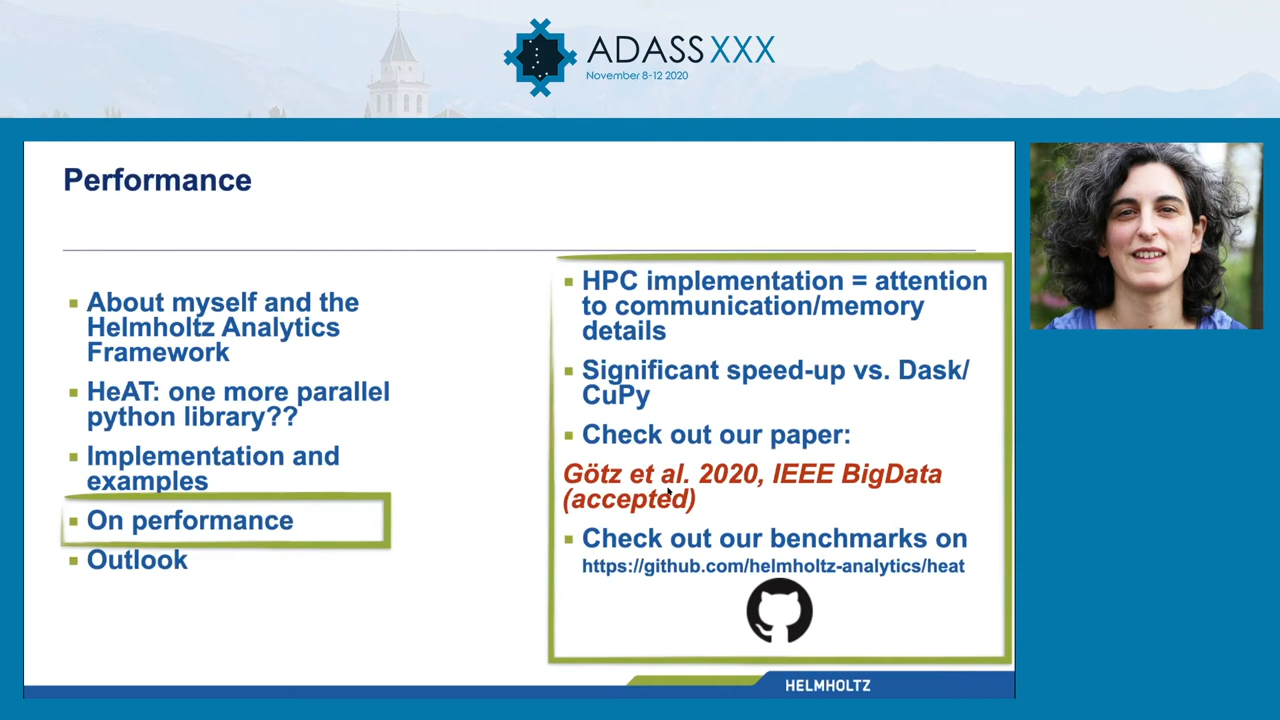 ADASS XXX
November 8-12 2020
Performance
About myself and the
Helmholtz Analytics
Framework
HeAT: one more parallel
python library??
Implementation and
examples
On performance
Outlook
HPC implementation = attention
to communication/memory
details
Significant speed-up vs. Dask/
CuPy
Check out our paper:
Götz et al. 2020, IEEE BigData
(accepted)
Check out our benchmarks on
https://github.com/helmholtz-analytics/heat
HELMHOLTZ